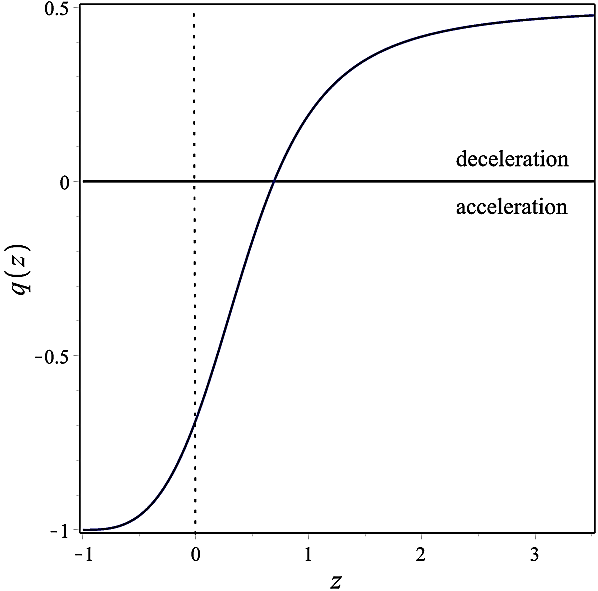 0.5
deceleration
0
acceleration
q(z)
-0.5
-1
-1 0 1 2 3
z